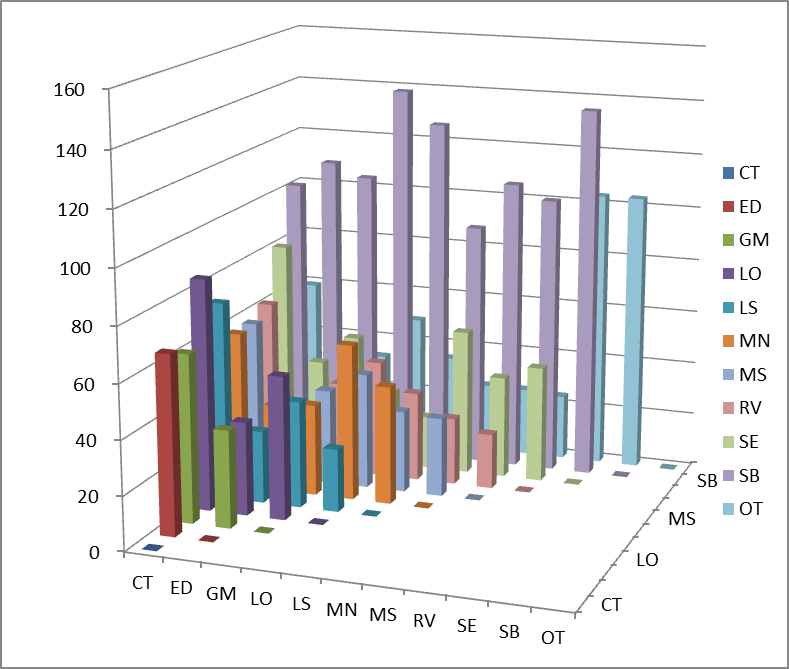 160
140
120
100
80
60
40
20
0
CT
ED
GM
LO
LS
MN
MS
RV
SE
SB
OT
CT
LO
MS
SB
CT
ED
GM
LO
LS
MN
MS
RV
SE
SB
OT